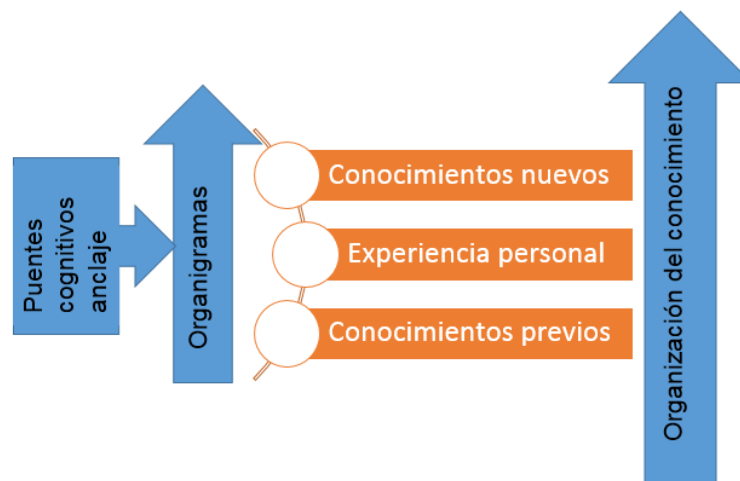 Puentes
cognitivos
anclaje
Organigramas
Conocimientos nuevos
Experiencia personal
Conocimientos previos
Organización del conocimiento